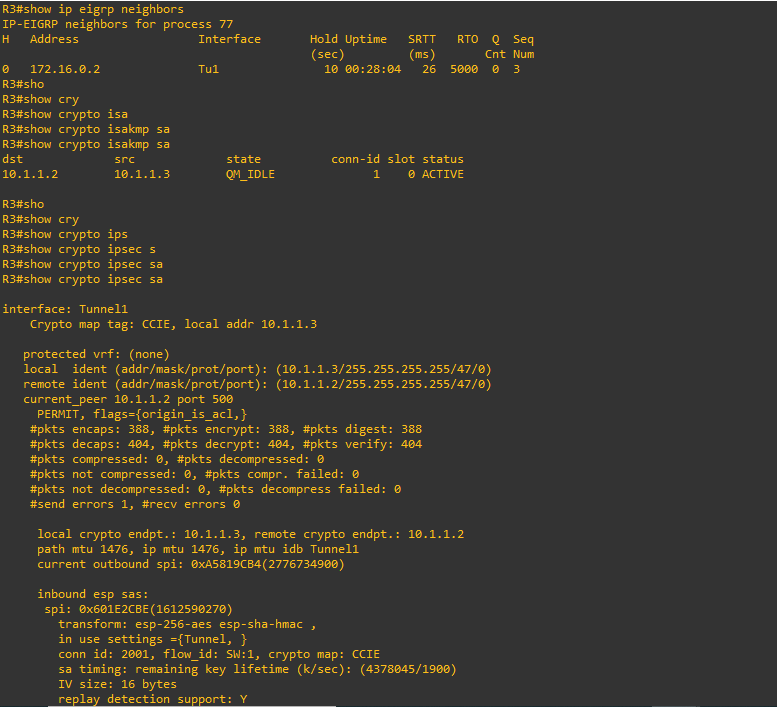 R3#show ip eigrp neighbors
IP-EIGRP neighbors for process 77
H   Address                 Interface       Hold Uptime   SRTT   RTO  Q  Seq
                                            (sec)         (ms)       Cnt Num
0   172.16.0.2              Tu1               10 00:28:04   26  5000  0  3
R3#sho
R3#show cry
R3#show crypto isa
R3#show crypto isakmp sa
R3#show crypto isakmp sa
dst             src             state          conn-id slot status
10.1.1.2        10.1.1.3        QM_IDLE              1    0 ACTIVE
R3#sho
R3#show cry
R3#show crypto ips
R3#show crypto ipsec s
R3#show crypto ipsec sa
R3#show crypto ipsec sa
interface: Tunnel1
    Crypto map tag: CCIE, local addr 10.1.1.3
   protected vrf: (none)
   local  ident (addr/mask/prot/port): (10.1.1.3/255.255.255.255/47/0)
   remote ident (addr/mask/prot/port): (10.1.1.2/255.255.255.255/47/0)
   current_peer 10.1.1.2 port 500
     PERMIT, flags={origin_is_acl,}
    #pkts encaps: 388, #pkts encrypt: 388, #pkts digest: 388
    #pkts decaps: 404, #pkts decrypt: 404, #pkts verify: 404
    #pkts compressed: 0, #pkts decompressed: 0
    #pkts not compressed: 0, #pkts compr. failed: 0
    #pkts not decompressed: 0, #pkts decompress failed: 0
    #send errors 1, #recv errors 0
     local crypto endpt.: 10.1.1.3, remote crypto endpt.: 10.1.1.2
     path mtu 1476, ip mtu 1476, ip mtu idb Tunnel1
     current outbound spi: 0xA5819CB4(2776734900)
     inbound esp sas:
      spi: 0x601E2CBE(1612590270)
        transform: esp-256-aes esp-sha-hmac ,
        in use settings ={Tunnel, }
        conn id: 2001, flow_id: SW:1, crypto map: CCIE
        sa timing: remaining key lifetime (k/sec): (4378045/1900)
        IV size: 16 bytes
        replay detection support: Y